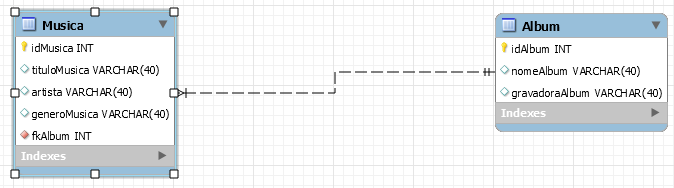 Musica
idMusica INT
tituloMusica VARCHAR(40)
artista VARCHAR(40)
generoMusica VARCHAR(40)
fkAlbum INT
Indexes
Album
idAlbum INT
nomeAlbum VARCHAR(40)
gravadoraAlbum VARCHAR(40)
Indexes